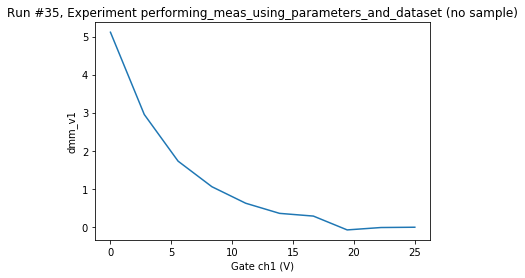 Run #35, Experiment performing_meas_using_parameters_and_dataset (no sample)
5
4
3
2
1
0
dmm_v1
0 5 10 15 20 25
Gate ch1 (V)